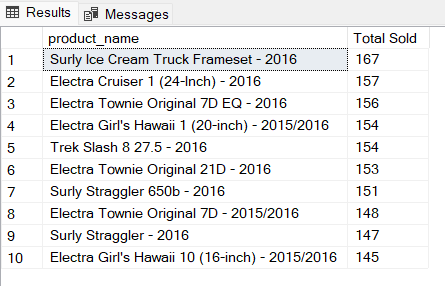 Results Messages
product_name Total Sold
1 Surly Ice Cream Truck Frameset - 2016 167
2 Electra Cruiser 1 (24-Inch) - 2016 157
3 Electra Townie Original 7D EQ - 2016 156
4 Electra Girl's Hawaii 1 (20-inch) - 2015/2016 154
5 Trek Slash 8 27.5 - 2016 154
6 Electra Townie Original 21D - 2016 153
7 Surly Straggler 650b - 2016 151
8 Electra Townie Original 7D - 2015/2016 148
9 Surly Straggler - 2016 147
10 Electra Girl's Hawaii 10 (16-inch) - 2015/2016 145